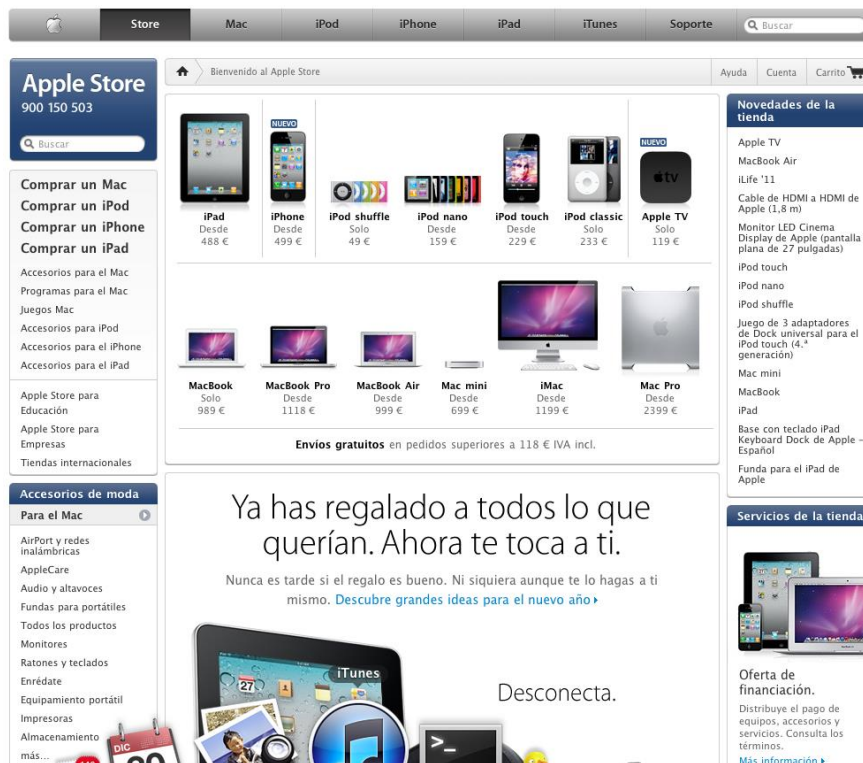 Store
Mac
iPod
iPhone
iPad
iTunes
Soporte
Buscar
Apple Store
900 150 503
Buscar
Bienvenido al Apple Store
Ayuda
Cuenta
Carrito
Comprar un Mac
Comprar un iPod
Comprar un iPhone
Comprar un iPad
Accesorios para el Mac
Programas para el Mac
Juegos Mac
Accesorios para iPod
Accesorios para el iPhone
Accesorios para el iPad
Apple Store para
Educación
Apple Store para
Empresas
Tiendas internacionales
Accesorios de moda
Para el Mac
AirPort y redes
inalámbricas
AppleCare
Audio y altavoces
Fundas para portátiles
Todos los productos
Monitores
Ratones y teclados
Enrédate
Equipamiento portátil
Impresoras
Almacenamiento
más...
DIC
iPad
Desde
488 €
NUEVO
iPhone
Desde
499 €
iPod shuffle
Solo
49 €
iPod nano
Desde
159 €
iPod touch
Desde
229 €
iPod classic
Solo
233 €
NUEVO
tv
Apple TV
Solo
119 €
MacBook
Solo
989 €
MacBook Pro
Desde
1118 €
MacBook Air
Desde
999 €
Mac mini
Desde
699 €
iMac
Desde
1199 €
Mac Pro
Desde
2399 €
Envíos gratuitos en pedidos superiores a 118 € IVA incl.
Ya has regalado a todos lo que
querían. Ahora te toca a ti.
Nunca es tarde si el regalo es bueno. Ni siquiera aunque te lo hagas a ti
mismo. Descubre grandes ideas para el nuevo año
iTunes
27
>_
Desconecta.
Novedades de la
tienda
Apple TV
MacBook Air
iLife '11
Cable de HDMI a HDMI de
Apple (1,8 m)
Monitor LED Cinema
Display de Apple (pantalla
plana de 27 pulgadas)
iPod touch
iPod nano
iPod shuffle
Juego de 3 adaptadores
de Dock universal para el
iPod touch (4.ª
generación)
Mac mini
MacBook
iPad
Base con teclado iPad
Keyboard Dock de Apple –
Español
Funda para el iPad de
Apple
Servicios de la tienda
Oferta de
financiación.
Distribuye el pago de
equipos, accesorios y
servicios. Consulta los
términos.
Más información